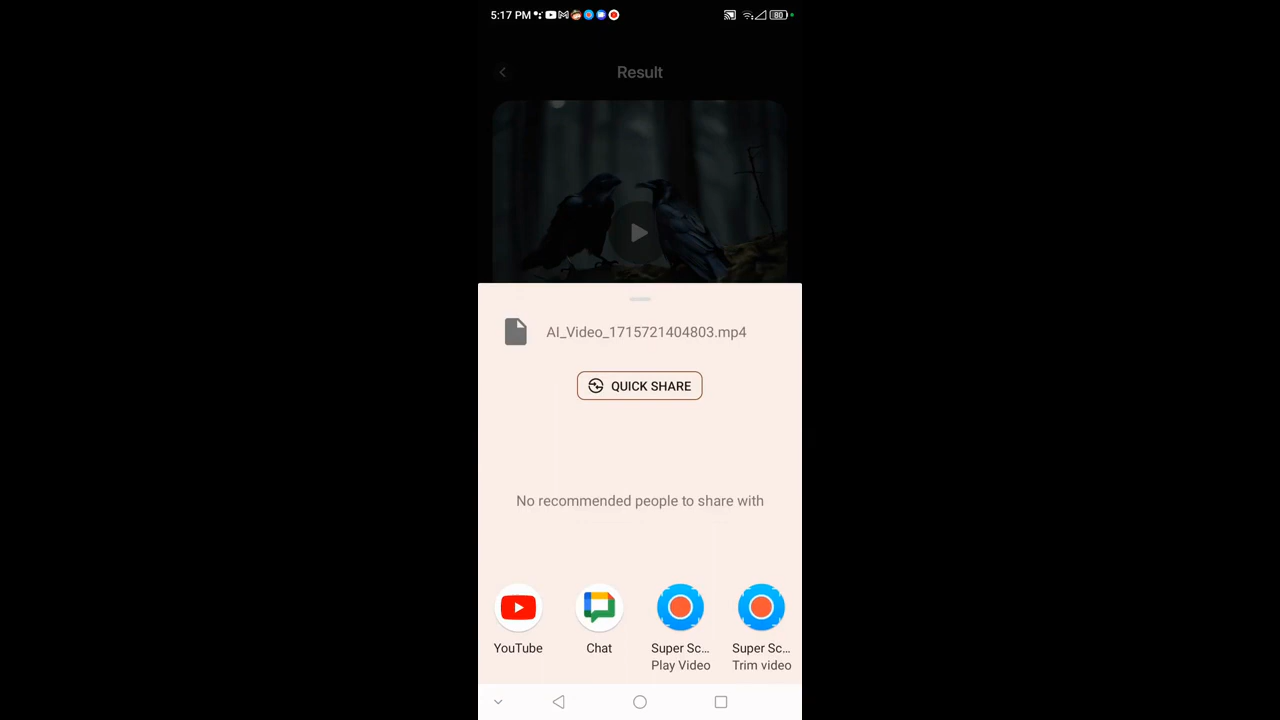 5:17 PM
80
Result
AI_Video_1715721404803.mp4
QUICK SHARE
No recommended people to share with
YouTube
Chat
Super Sc...
Play Video
Super Sc...
Trim video